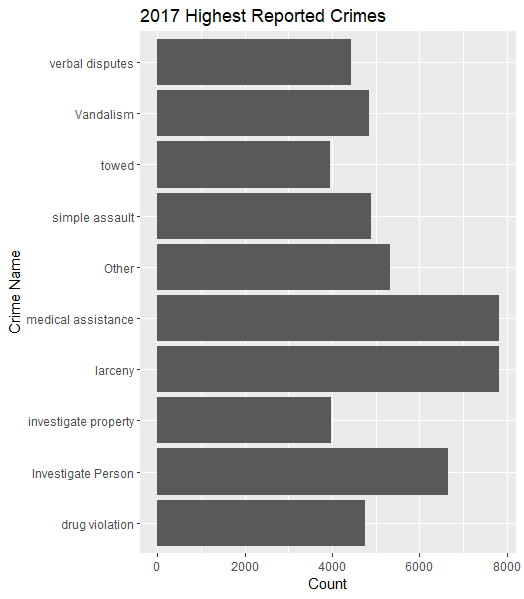 2017 Highest Reported Crimes
Crime Name
verbal disputes
Vandalism
towed
simple assault
Other
medical assistance
larceny
investigate property
Investigate Person
drug violation
0 2000 4000 6000 8000
Count